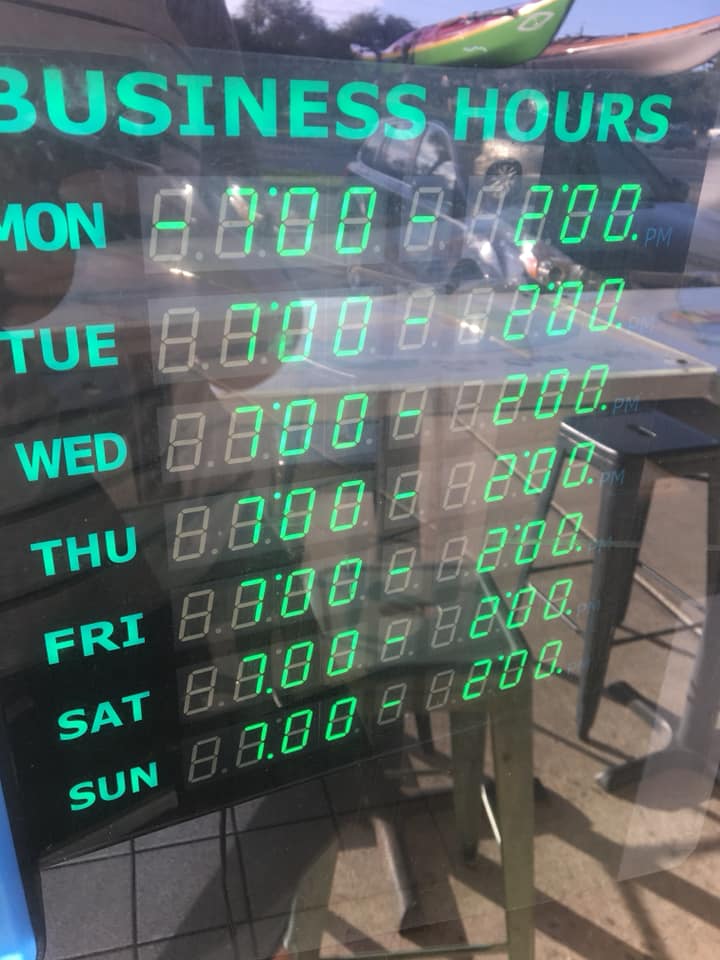 BUSINESS HOURS
MON -7:00 - 2:00. PM
TUE 7:00 - 2:00. PM
WED 7:00 - 2:00. PM
THU 7:00 - 2:00. PM
FRI 7:00 - 2:00. PM
SAT 7:00 - 2:00. PM
SUN 7:00 - 2:00. PM